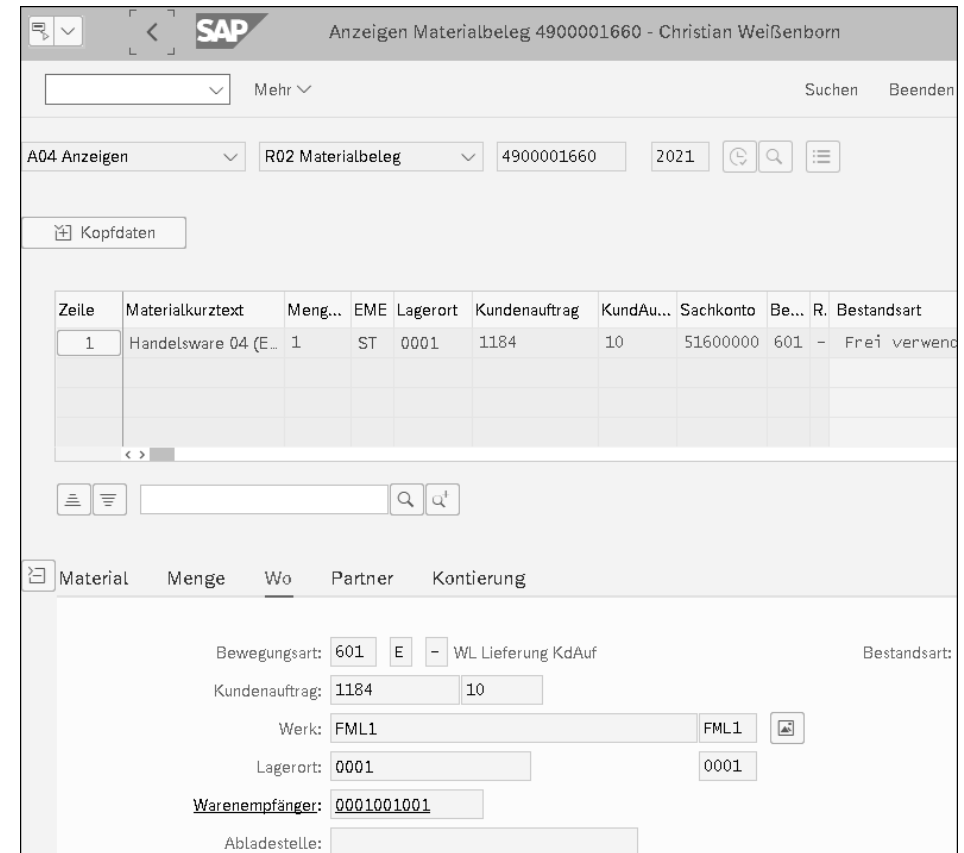 SAP Anzeigen Materialbeleg 4900001660 - Christian Weißenborn
Mehr Suchen Beenden
A04 Anzeigen R02 Materialbeleg 4900001660 2021
Kopfdaten
Zeile Materialkurztext Meng... EME Lagerort Kundenauftrag KundAu... Sachkonto Be... R. Bestandsart
1 Handelsware 04 (E... 1 ST 0001 1184 10 51600000 601 - Frei verwend
Material Menge Wo Partner Kontierung
Bewegungsart: 601 E - WL Lieferung KdAuf Bestandsart:
Kundenauftrag: 1184 10
Werk: FML1 FML1
Lagerort: 0001 0001
Warenempfänger: 0001001001
Abladestelle: